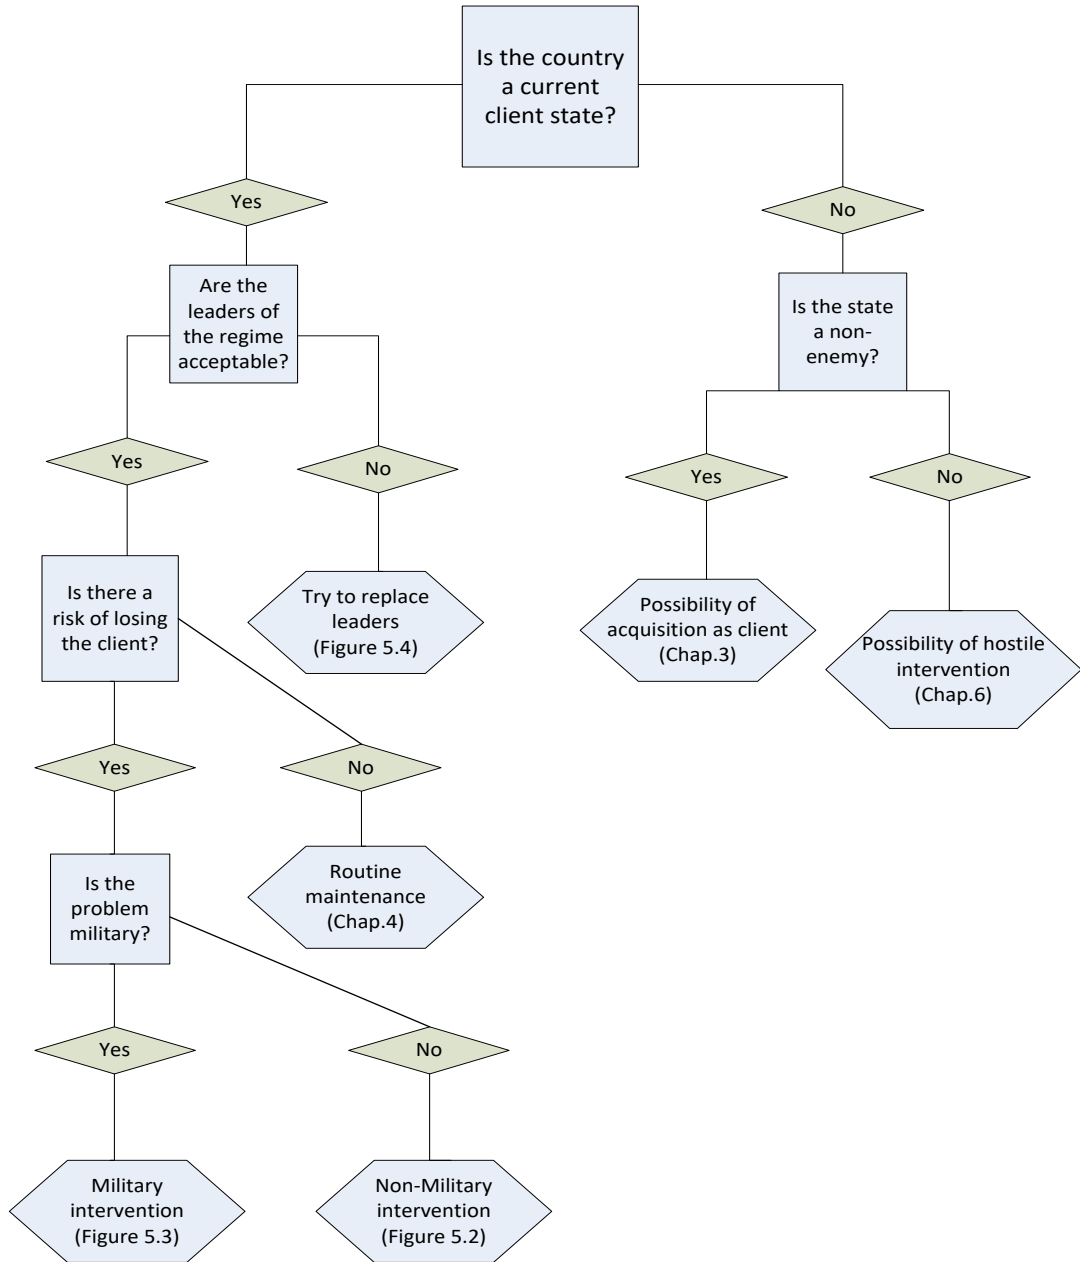 Is the country
a current
client state?
Yes
No
Are the
leaders of
the regime
acceptable?
Is the state
a non-
enemy?
Yes
No
Yes
No
Is there a
risk of losing
the client?
Try to replace
leaders
(Figure 5.4)
Possibility of
acquisition as client
(Chap.3)
Possibility of hostile
intervention
(Chap.6)
Yes
No
Is the
problem
military?
Routine
maintenance
(Chap.4)
Yes
No
Military
intervention
(Figure 5.3)
Non-Military
intervention
(Figure 5.2)